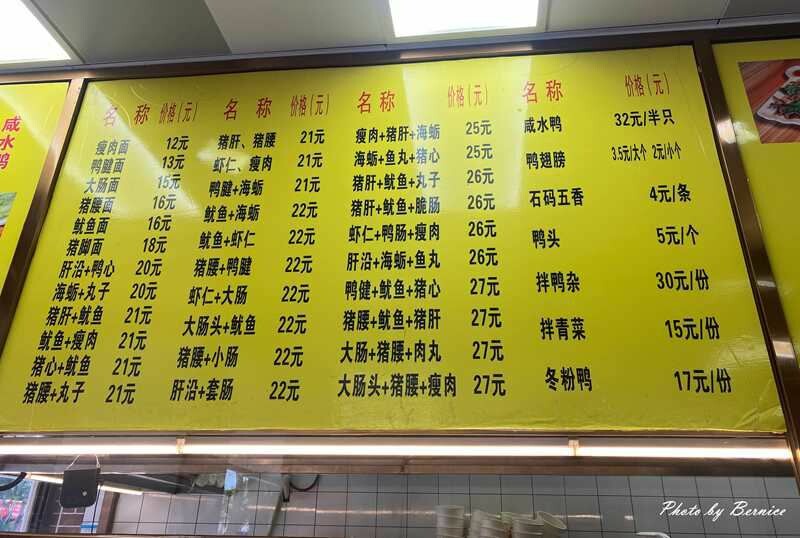 咸水鸭
名称 价格(元)
瘦肉面 12元
鸭健面 13元
大肠面 15元
猪腰面 16元
鱿鱼面 16元
猪脚面 18元
肝沿+鸭心 20元
海蛎+丸子 20元
猪肝+鱿鱼 21元
鱿鱼+瘦肉 21元
猪心+鱿鱼 21元
猪腰+丸子 21元
名称 价格(元)
猪肝、猪腰 21元
虾仁、瘦肉 21元
鸭健+海蛎 21元
鱿鱼+海蛎 22元
鱿鱼+虾仁 22元
猪腰+鸭健 22元
虾仁+大肠 22元
大肠头+鱿鱼 22元
猪腰+小肠 22元
肝沿+套肠 22元
名称 价格(元)
瘦肉+猪肝+海蛎 25元
海蛎+鱼丸+猪心 25元
猪肝+鱿鱼+丸子 26元
猪肝+鱿鱼+脆肠 26元
虾仁+鸭肠+瘦肉 26元
肝沿+海蛎+鱼丸 26元
鸭健+鱿鱼+猪心 27元
猪腰+鱿鱼+猪肝 27元
大肠+猪腰+肉丸 27元
大肠头+猪腰+瘦肉 27元
名称 价格(元)
咸水鸭 32元/半只
鸭翅膀 3.5元/大个 2元/小个
石码五香 4元/条
鸭头 5元/个
拌鸭杂 30元/份
拌青菜 15元/份
冬粉鸭 17元/份
Photo by Bernice